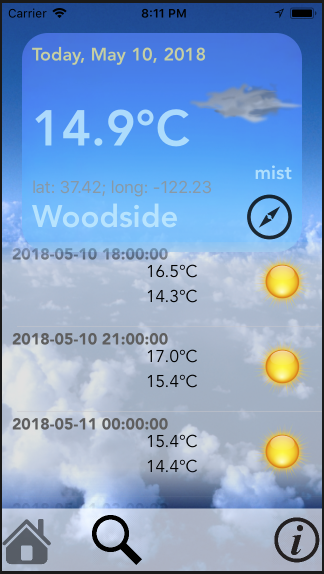 Carrier 8:11 PM
Today, May 10, 2018
14.9°C
mist
lat: 37.42; long: -122.23
Woodside
2018-05-10 18:00:00
16.5°C
14.3°C
2018-05-10 21:00:00
17.0°C
15.4°C
2018-05-11 00:00:00
15.4°C
14.4°C